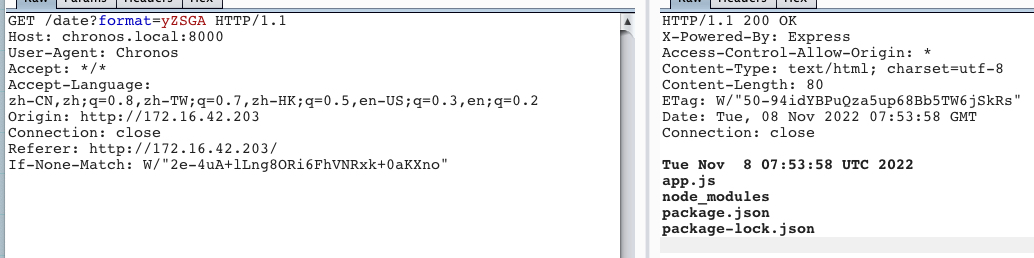 Raw Params Headers Hex
GET /date?format=yZSGA HTTP/1.1
Host: chronos.local:8000
User-Agent: Chronos
Accept: */*
Accept-Language:
zh-CN,zh;q=0.8,zh-TW;q=0.7,zh-HK;q=0.5,en-US;q=0.3,en;q=0.2
Origin: http://172.16.42.203
Connection: close
Referer: http://172.16.42.203/
If-None-Match: W/"2e-4uA+lLng8ORi6FhVNRxk+0aKXno"
Raw Headers Hex
HTTP/1.1 200 OK
X-Powered-By: Express
Access-Control-Allow-Origin: *
Content-Type: text/html; charset=utf-8
Content-Length: 80
ETag: W/"50-94idYBPuQza5up68Bb5TW6jSkRs"
Date: Tue, 08 Nov 2022 07:53:58 GMT
Connection: close
Tue Nov  8 07:53:58 UTC 2022
app.js
node_modules
package.json
package-lock.json